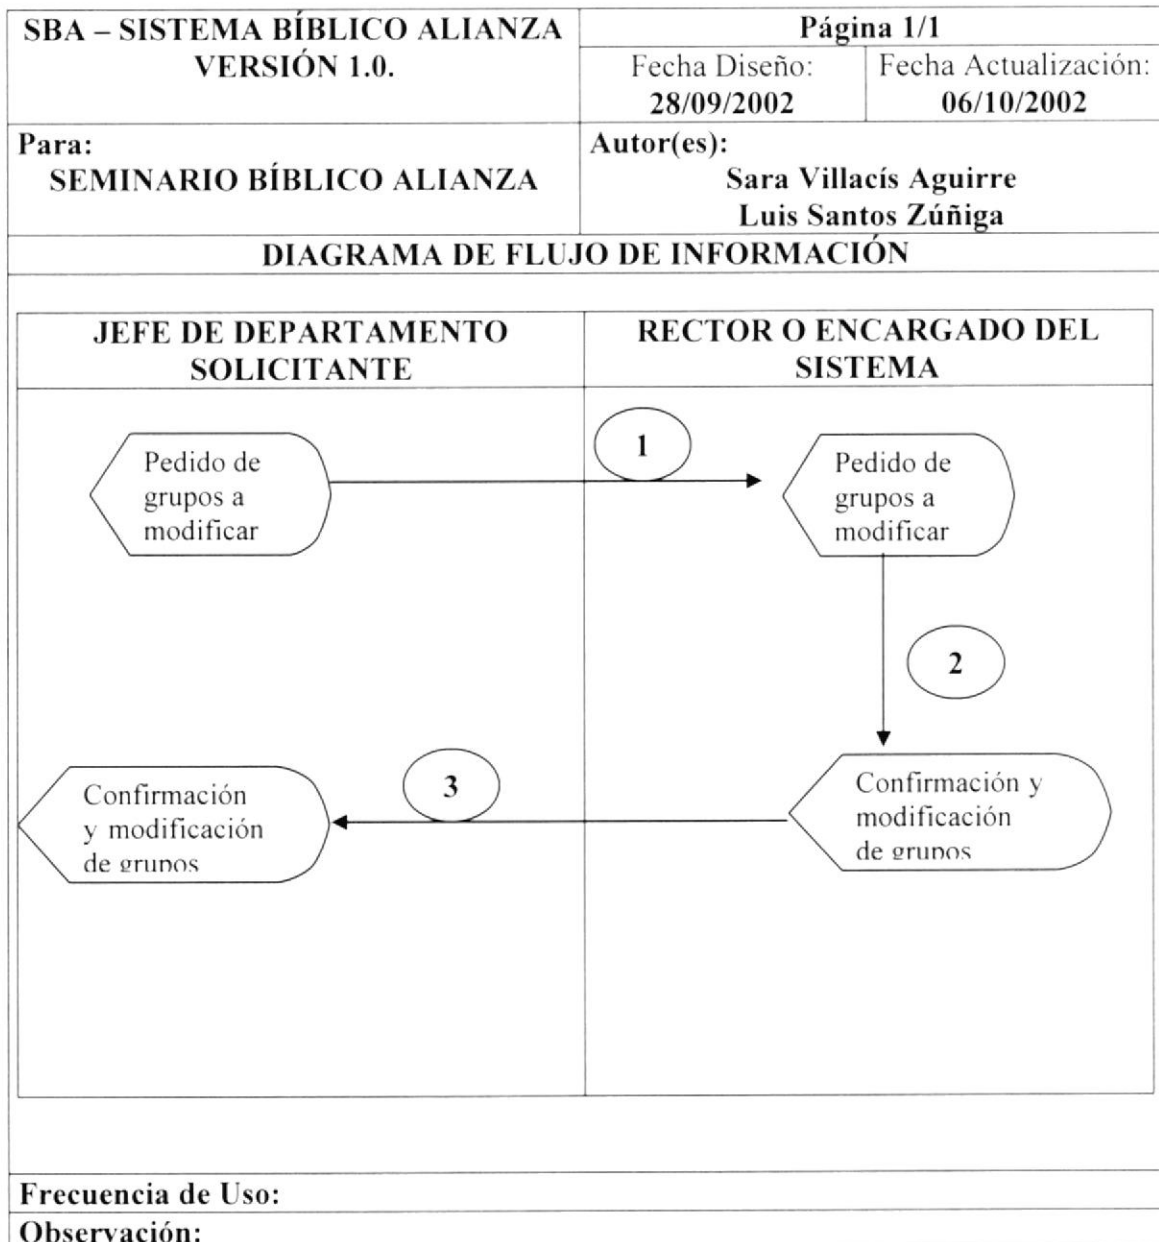 SBA – SISTEMA BÍBLICO ALIANZA
VERSIÓN 1.0.
Página 1/1
Fecha Diseño:
28/09/2002
Fecha Actualización:
06/10/2002
Para:
SEMINARIO BÍBLICO ALIANZA
Autor(es):
Sara Villacís Aguirre
Luis Santos Zúñiga
DIAGRAMA DE FLUJO DE INFORMACIÓN
JEFE DE DEPARTAMENTO
SOLICITANTE
RECTOR O ENCARGADO DEL
SISTEMA
Pedido de
grupos a
modificar
1
Pedido de
grupos a
modificar
2
Confirmación
y modificación
de grupos
3
Confirmación y
modificación
de grupos
Frecuencia de Uso:
Observación: